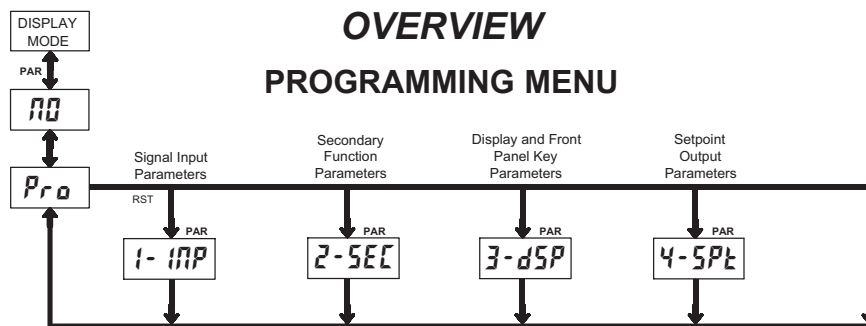 OVERVIEW
PROGRAMMING MENU
DISPLAY
MODE
PAR
NO
Pro
Signal Input
Parameters
RST
Secondary
Function
Parameters
Display and Front
Panel Key
Parameters
Setpoint
Output
Parameters
PAR
1-INP
PAR
2-SEC
PAR
3-dSP
PAR
4-SPt